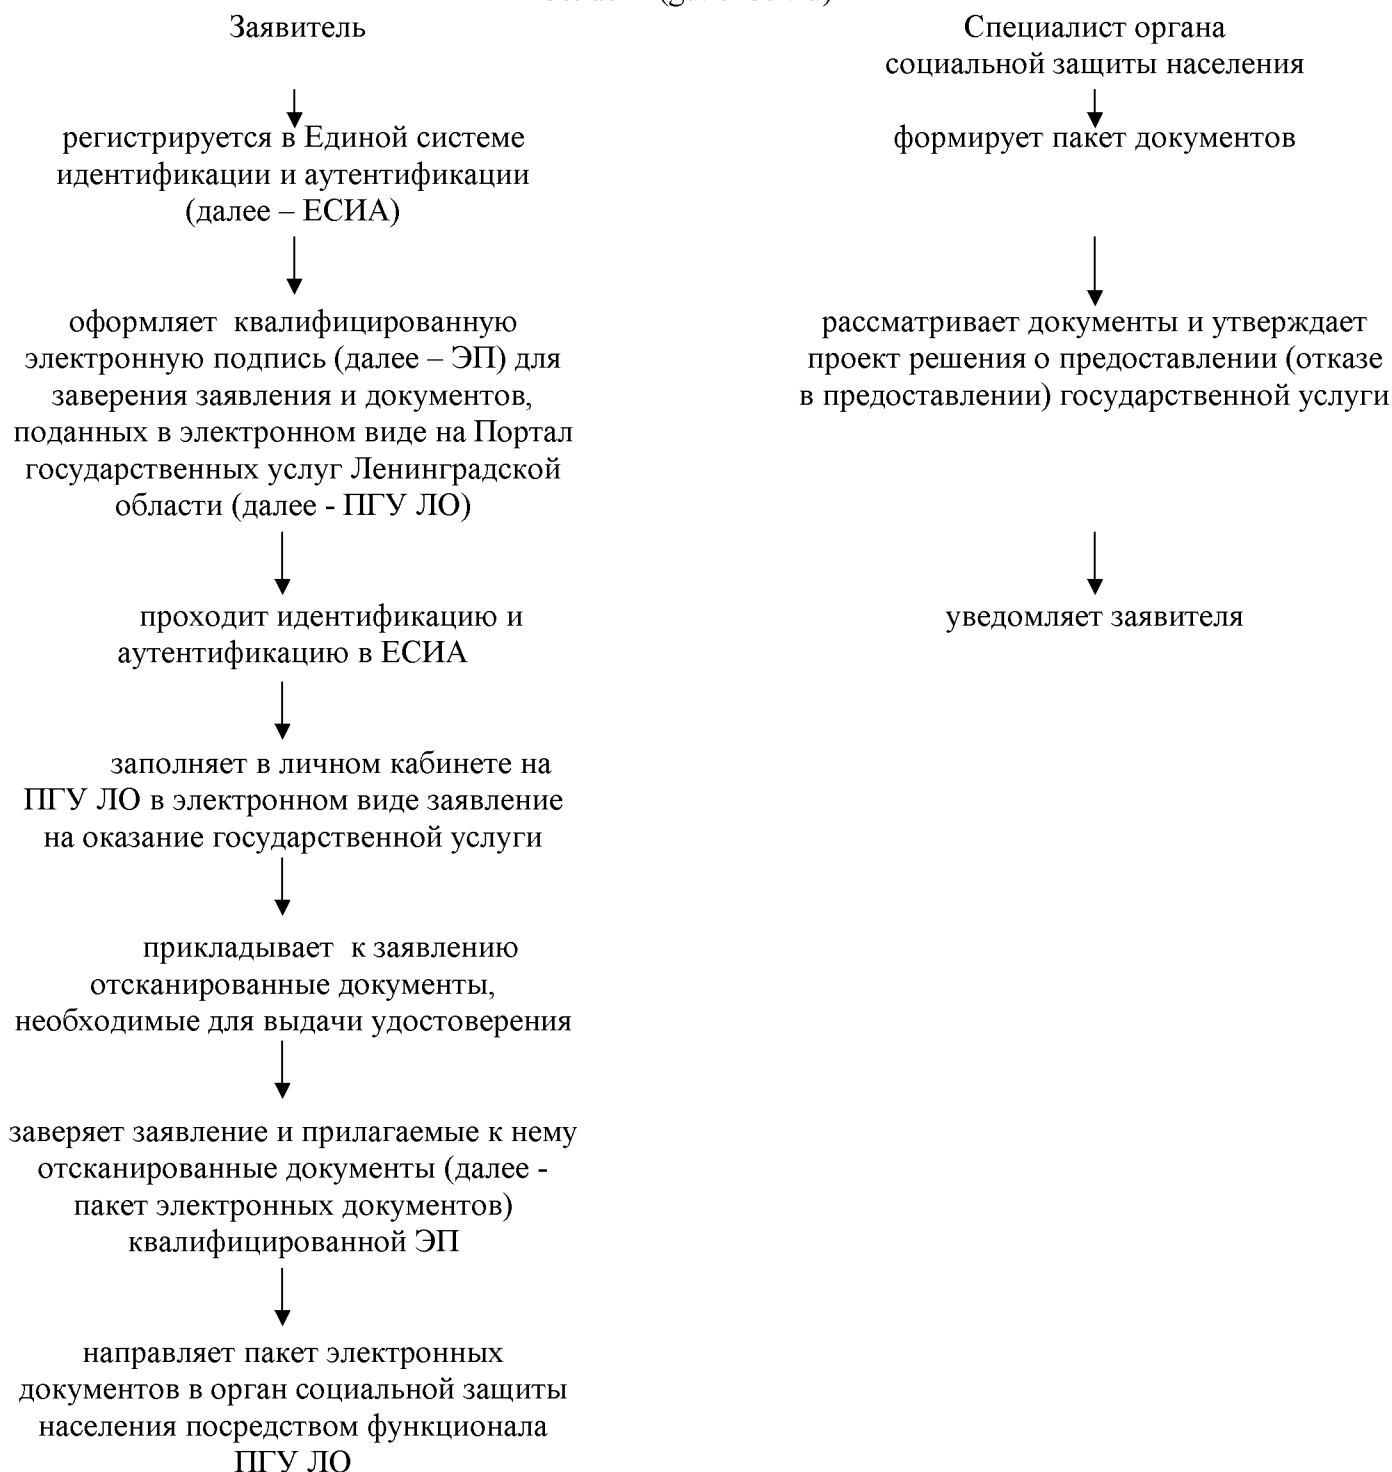 Заявитель
регистрируется в Единой системе
идентификации и аутентификации
(далее – ЕСИА)
оформляет  квалифицированную
электронную подпись (далее – ЭП) для
заверения заявления и документов,
поданных в электронном виде на Портал
государственных услуг Ленинградской
области (далее - ПГУ ЛО)
проходит идентификацию и
аутентификацию в ЕСИА
заполняет в личном кабинете на
ПГУ ЛО в электронном виде заявление
на оказание государственной услуги
прикладывает  к заявлению
отсканированные документы,
необходимые для выдачи удостоверения
заверяет заявление и прилагаемые к нему
отсканированные документы (далее -
пакет электронных документов)
квалифицированной ЭП
направляет пакет электронных
документов в орган социальной защиты
населения посредством функционала
ПГУ ЛО
Специалист органа
социальной защиты населения
формирует пакет документов
рассматривает документы и утверждает
проект решения о предоставлении (отказе
в предоставлении) государственной услуги
уведомляет заявителя